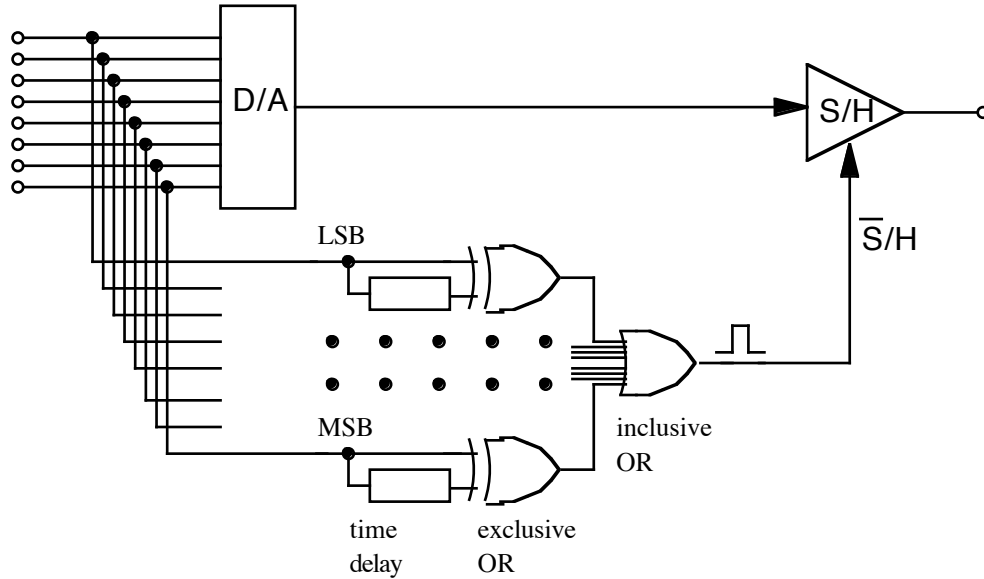 D/A
S/H
S̅/H
LSB
MSB
inclusive
OR
time
delay
exclusive
OR